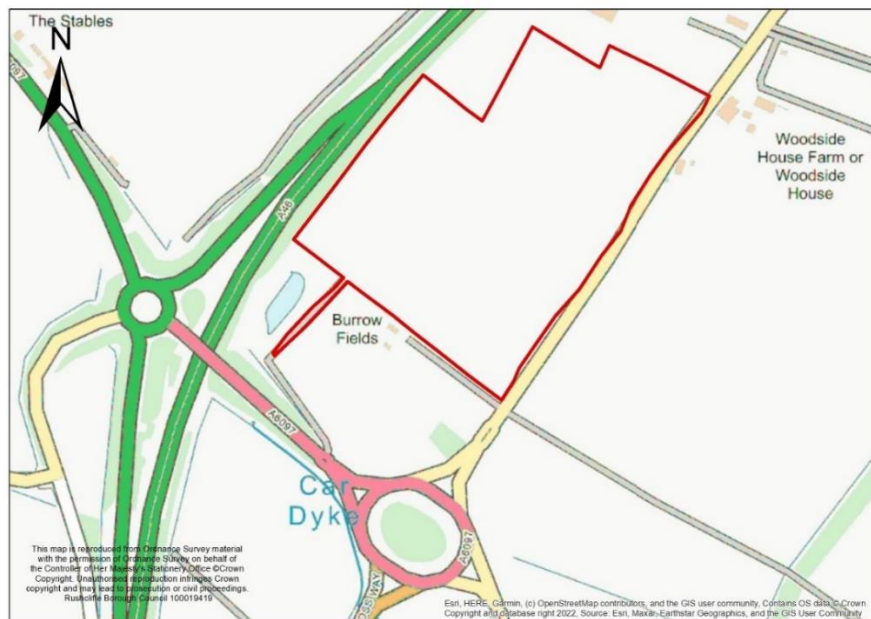 The Stables
N
A6097
A46
Woodside
House Farm or
Woodside
House
Burrow
Fields
A6097
Car
Dyke
A6097
This map is reproduced from Ordnance Survey material
with the permission of Ordnance Survey on behalf of
the Controller of Her Majesty's Stationery Office ©Crown
Copyright. Unauthorised reproduction infringes Crown
copyright and may lead to prosecution or civil proceedings.
Rushcliffe Borough Council 100019419
WAY
Esri, HERE, Garmin, (c) OpenStreetMap contributors, and the GIS user community, Contains OS data © Crown
Copyright and database right 2022, Source: Esri, Maxar, Earthstar Geographics, and the GIS User Community